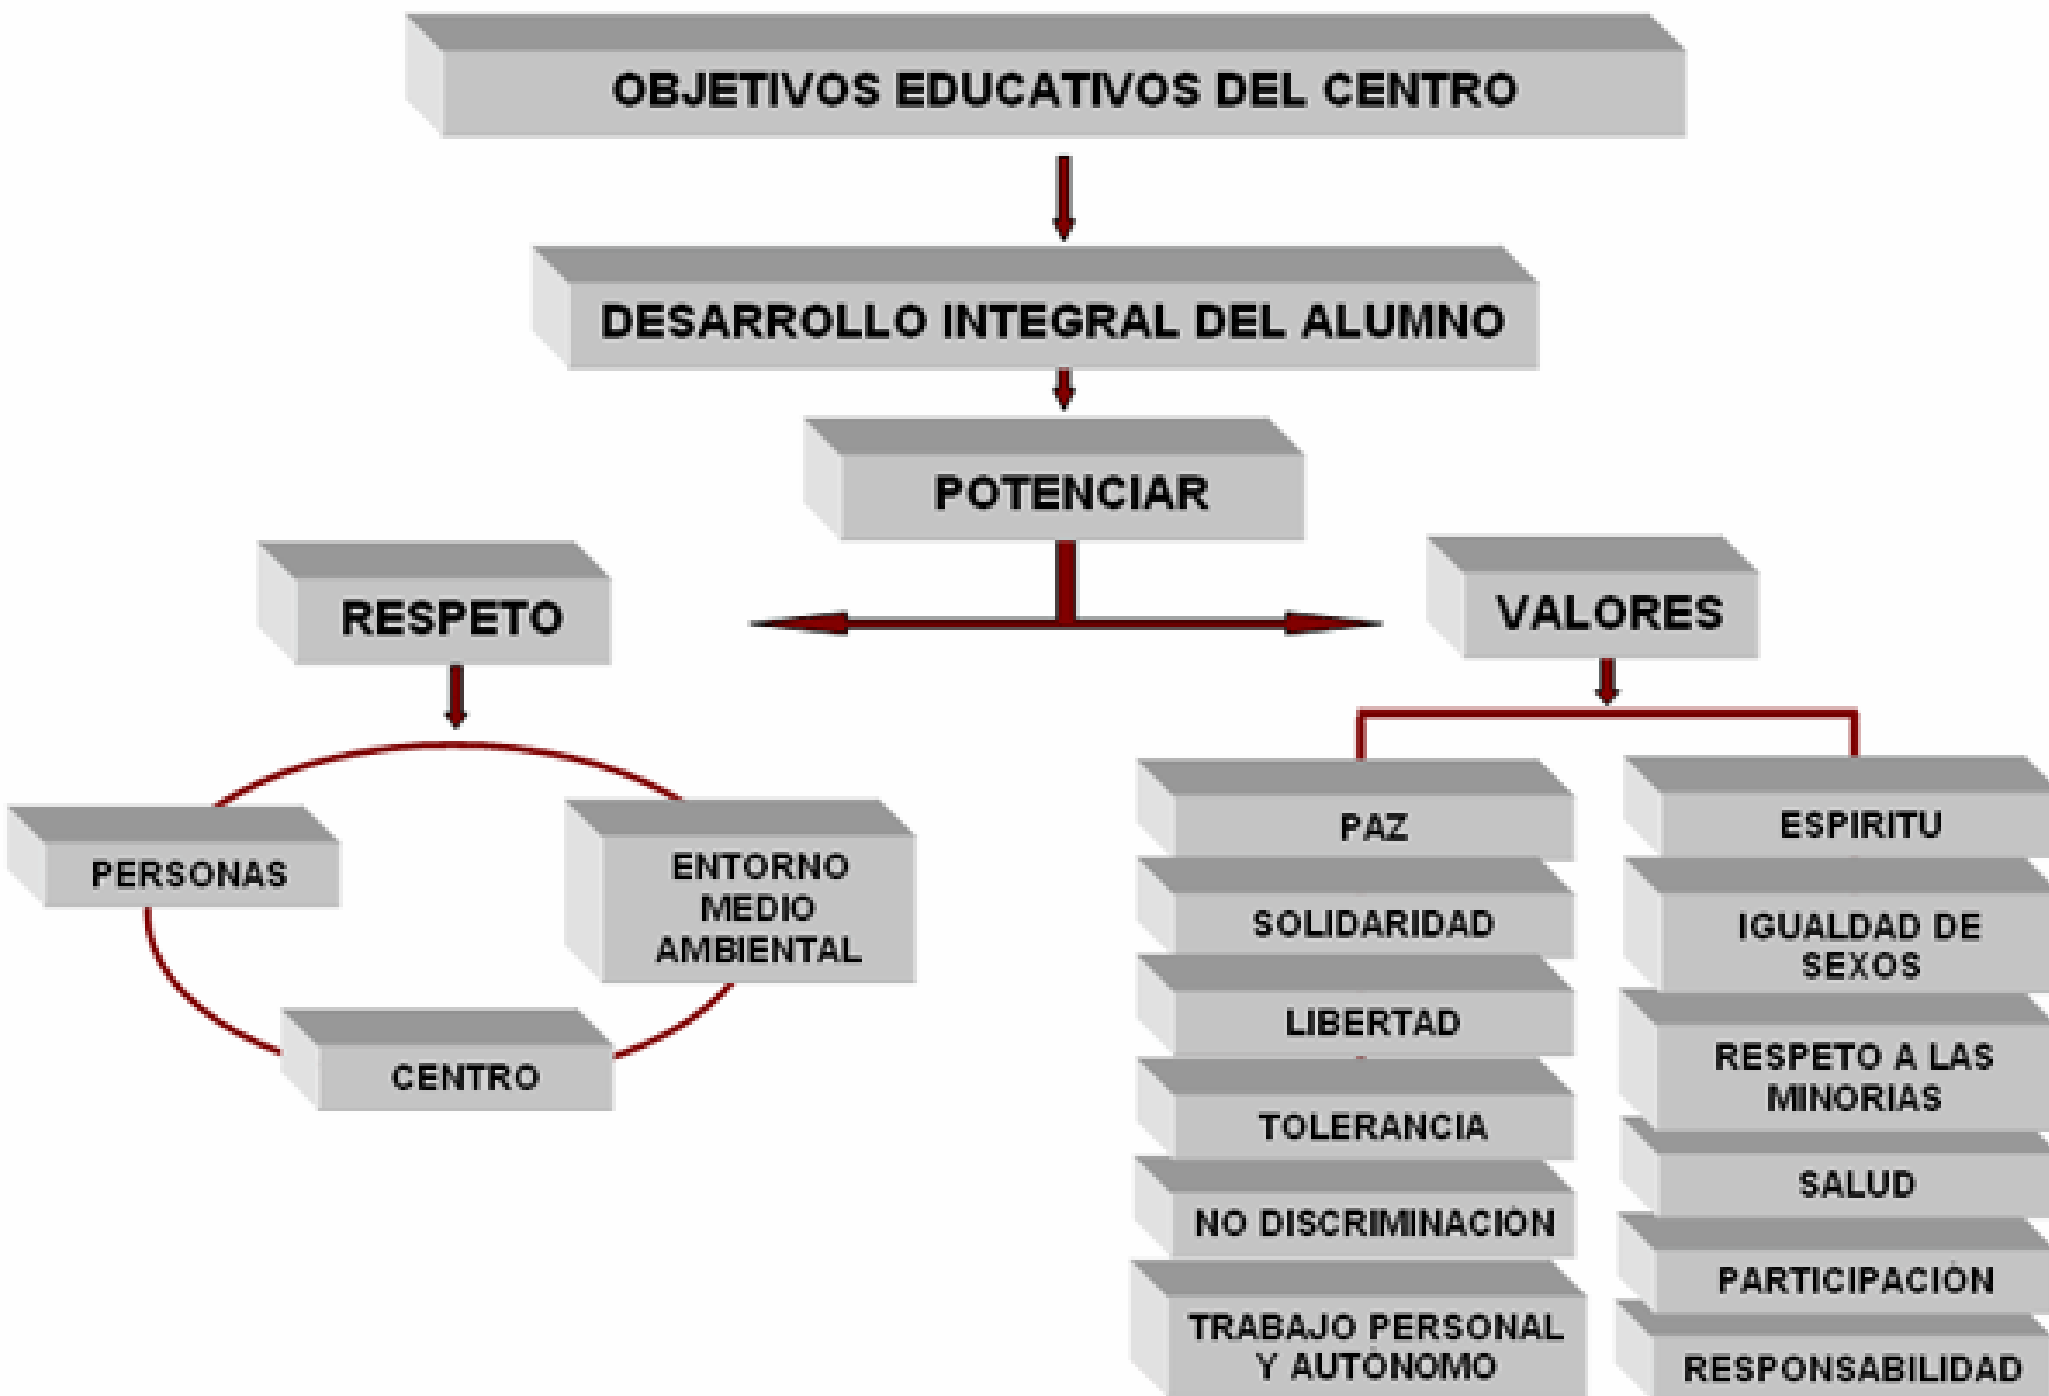 OBJETIVOS EDUCATIVOS DEL CENTRO
DESARROLLO INTEGRAL DEL ALUMNO
POTENCIAR
RESPETO
VALORES
PERSONAS
ENTORNO
MEDIO
AMBIENTAL
CENTRO
PAZ
SOLIDARIDAD
LIBERTAD
TOLERANCIA
NO DISCRIMINACIÓN
TRABAJO PERSONAL
Y AUTÓNOMO
ESPIRITU
IGUALDAD DE
SEXOS
RESPETO A LAS
MINORIAS
SALUD
PARTICIPACIÓN
RESPONSABILIDAD